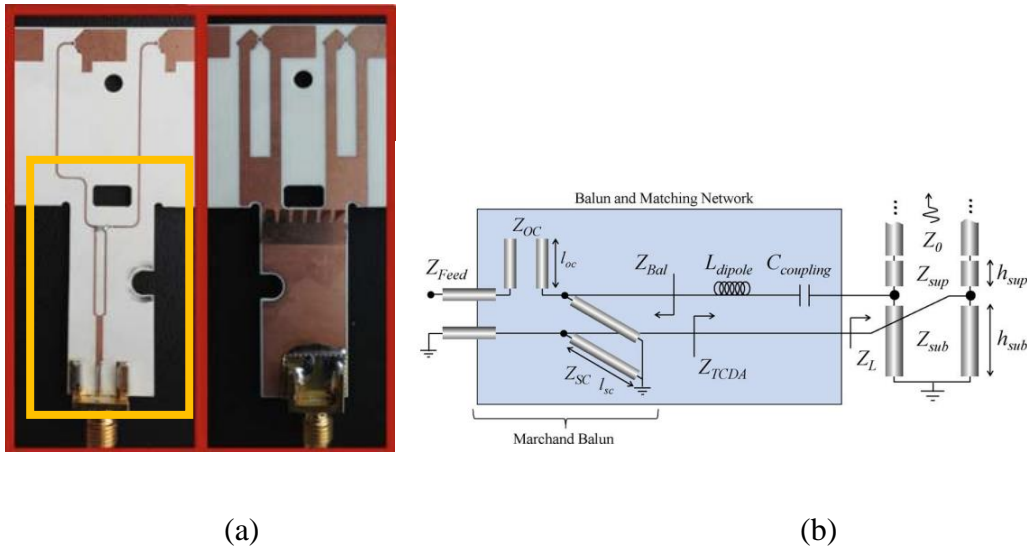 Balun and Matching Network
Z_OC
l_oc
Z_Feed
Z_Bal
L_dipole
C_coupling
Z_0
Z_sup
h_sup
Z_SC
l_sc
Z_TCDA
Z_L
Z_sub
h_sub
Marchand Balun
(a)
(b)